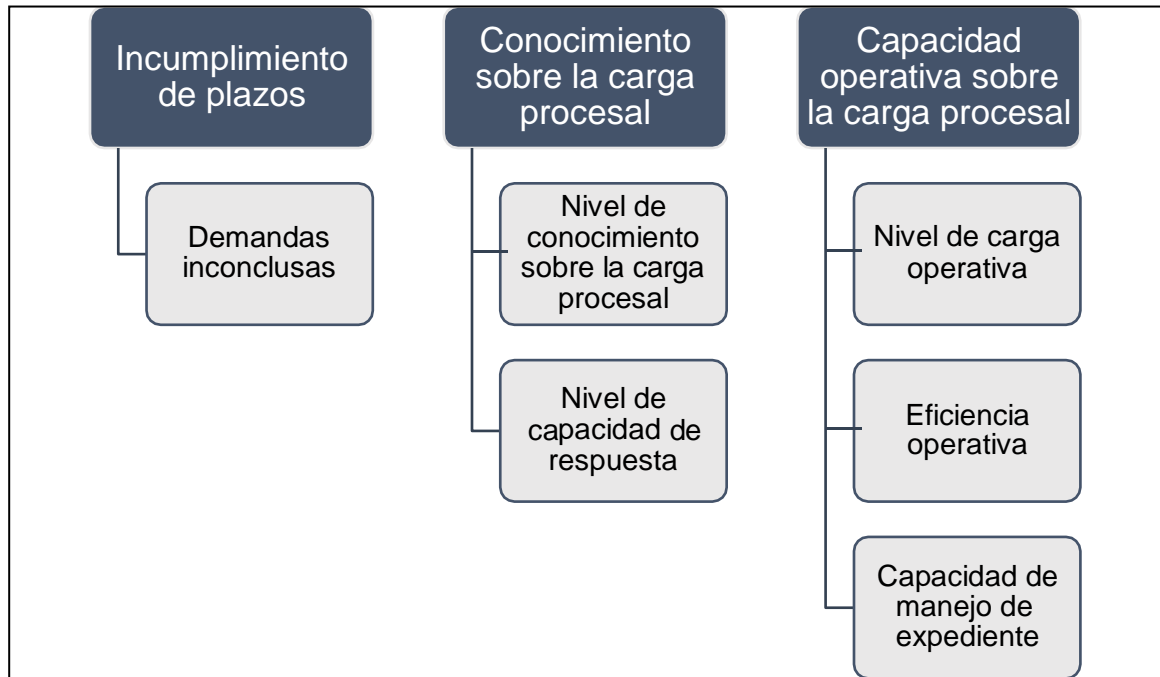 Incumplimiento
de plazos
Demandas
inconclusas
Conocimiento
sobre la carga
procesal
Nivel de
conocimiento
sobre la carga
procesal
Nivel de
capacidad de
respuesta
Capacidad
operativa sobre
la carga procesal
Nivel de carga
operativa
Eficiencia
operativa
Capacidad de
manejo de
expediente